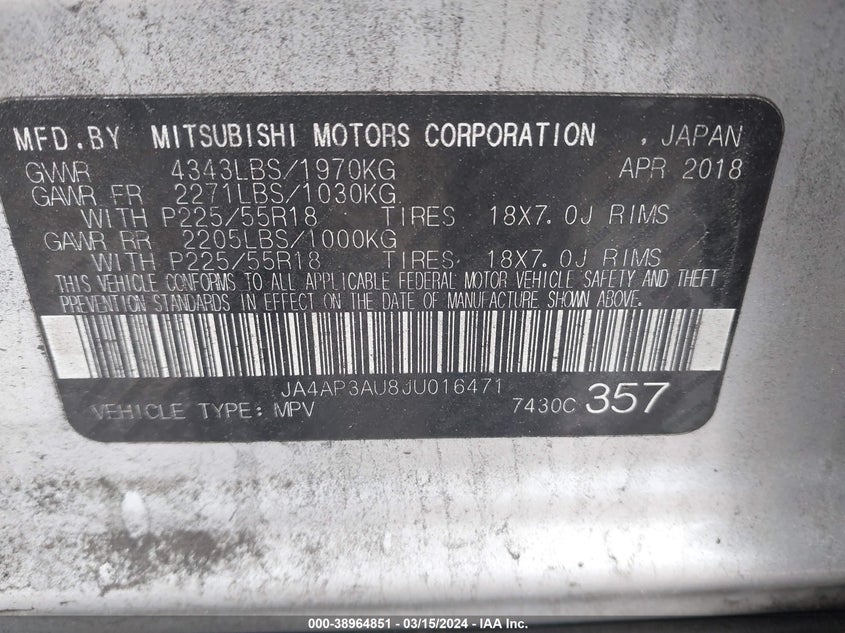 MFD.BY MITSUBISHI MOTORS CORPORATION , JAPAN
GVWR 4343LBS/1970KG APR 2018
GAWR FR 2271LBS/1030KG
WITH P225/55R18 TIRES 18X7.0J RIMS
GAWR RR 2205LBS/1000KG
WITH P225/55R18 TIRES 18X7.0J RIMS
THIS VEHICLE CONFORMS TO ALL APPLICABLE FEDERAL MOTOR VEHICLE SAFETY AND THEFT
PREVENTION STANDARDS IN EFFECT ON THE DATE OF MANUFACTURE SHOWN ABOVE.
JA4AP3AU8JU016471
VEHICLE TYPE: MPV 7430C 357
000-38964851 — 03/15/2024 — IAA Inc.